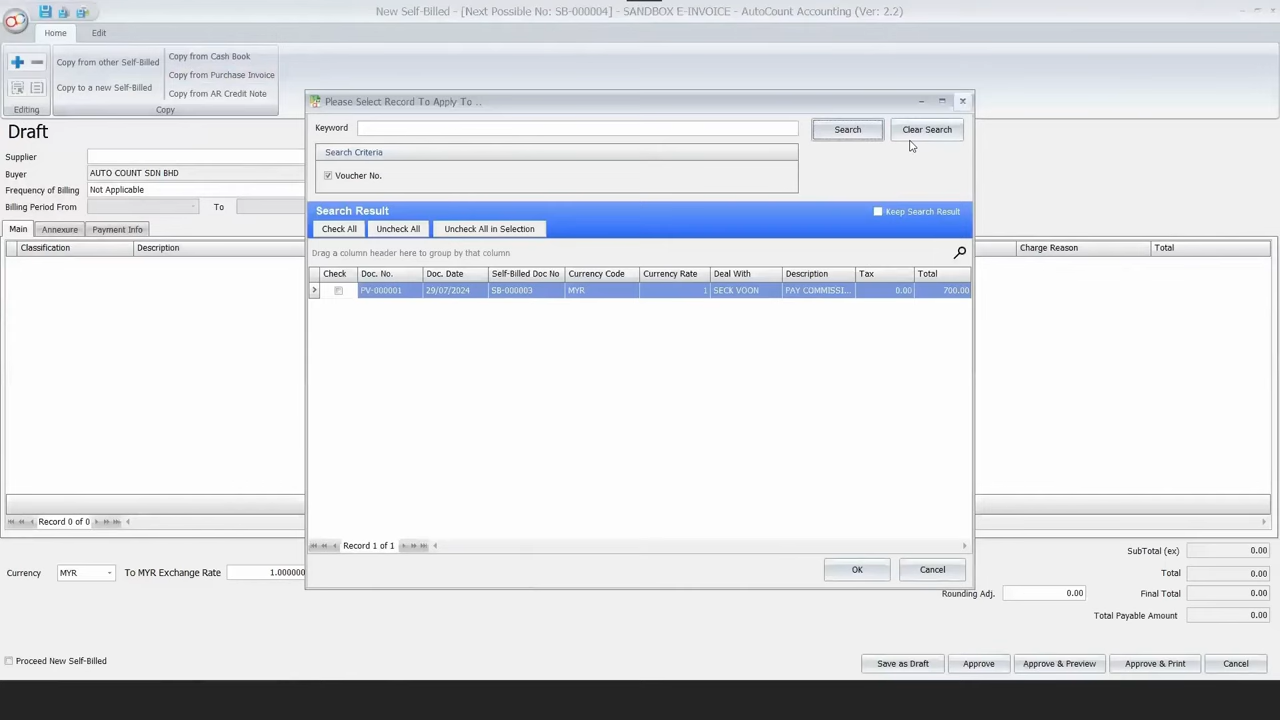 New Self-Billed - [Next Possible No: SB-000004] - SANDBOX E-INVOICE - AutoCount Accounting (Ver: 2.2)
Home Edit
Copy from other Self-Billed
Copy to a new Self-Billed
Copy from Cash Book
Copy from Purchase Invoice
Copy from AR Credit Note
Editing Copy
Draft
Supplier
Buyer AUTO COUNT SDN BHD
Frequency of Billing Not Applicable
Billing Period From To
Main Annexure Payment Info
Classification Description Charge Reason Total
Please Select Record To Apply To ..
Keyword Search Clear Search
Search Criteria
Voucher No.
Search Result Keep Search Result
Check All Uncheck All Uncheck All in Selection
Drag a column header here to group by that column
Check Doc. No. Doc. Date Self-Billed Doc No Currency Code Currency Rate Deal With Description Tax Total
PV-000001 29/07/2024 SB-000003 MYR 1 SECK VOON PAY COMMISSI... 0.00 700.00
Record 1 of 1
OK Cancel
Record 0 of 0
Currency MYR To MYR Exchange Rate 1.000000
SubTotal (ex) 0.00
Total 0.00
Rounding Adj. 0.00 Final Total 0.00
Total Payable Amount 0.00
Proceed New Self-Billed
Save as Draft Approve Approve & Preview Approve & Print Cancel